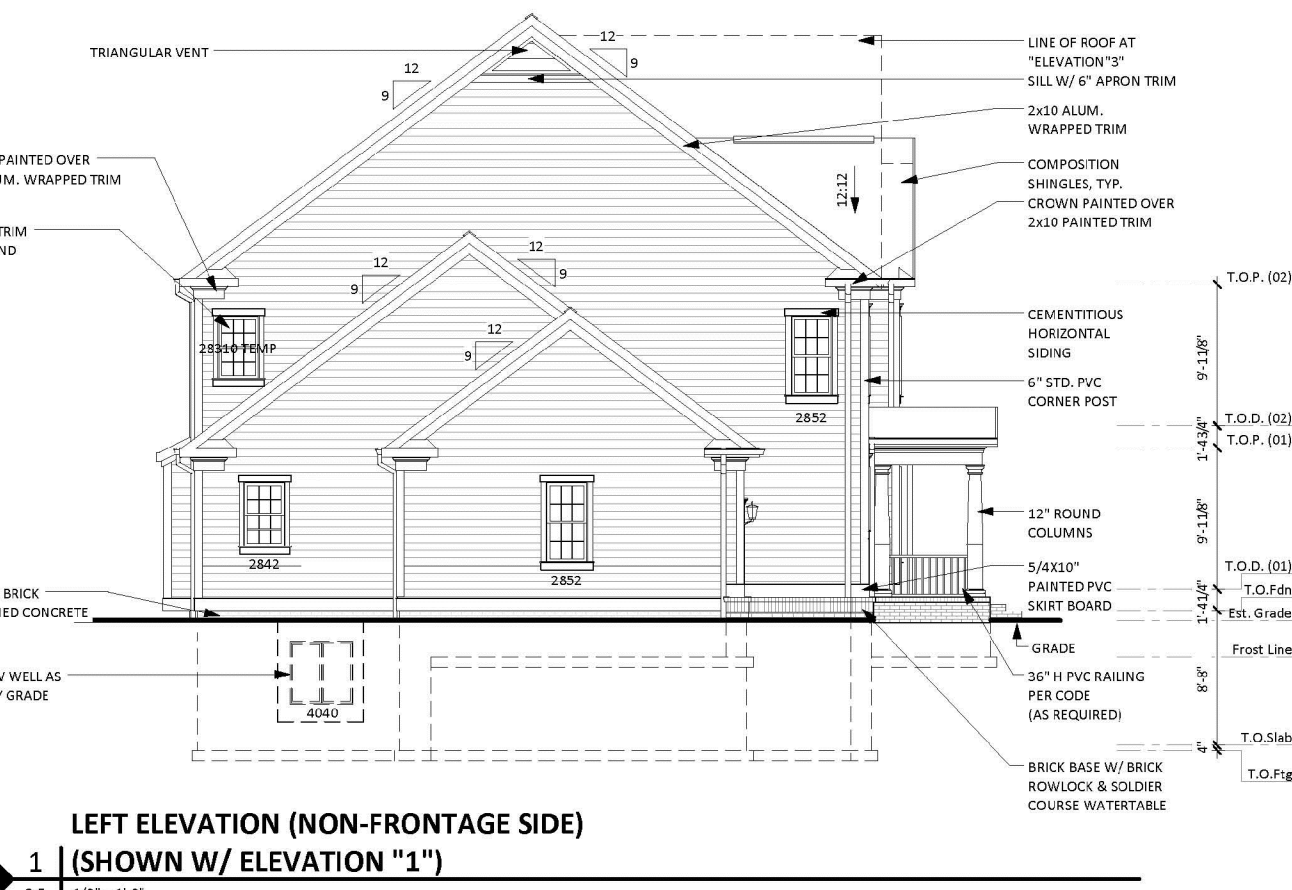 TRIANGULAR VENT
12
9
12
9
LINE OF ROOF AT
"ELEVATION"3"
SILL W/ 6" APRON TRIM
2x10 ALUM.
WRAPPED TRIM
PAINTED OVER
UM. WRAPPED TRIM
COMPOSITION
SHINGLES, TYP.
CROWN PAINTED OVER
2x10 PAINTED TRIM
12:12
TRIM
ND
12
9
12
9
T.O.P. (02)
CEMENTITIOUS
HORIZONTAL
SIDING
28310 TEMP
12
9
9'-11/8"
6" STD. PVC
CORNER POST
2852
T.O.D. (02)
1'-43/4"
T.O.P. (01)
12" ROUND
COLUMNS
9'-11/8"
2842
2852
5/4X10"
PAINTED PVC
SKIRT BOARD
T.O.D. (01)
T.O.Fdn
1'-41/4"
Est. Grade
BRICK
NED CONCRETE
GRADE
Frost Line
WELL AS
GRADE
4040
36" H PVC RAILING
PER CODE
(AS REQUIRED)
8'-8"
T.O.Slab
4"
T.O.Ftg
BRICK BASE W/ BRICK
ROWLOCK & SOLDIER
COURSE WATERTABLE
LEFT ELEVATION (NON-FRONTAGE SIDE)
1
(SHOWN W/ ELEVATION "1")